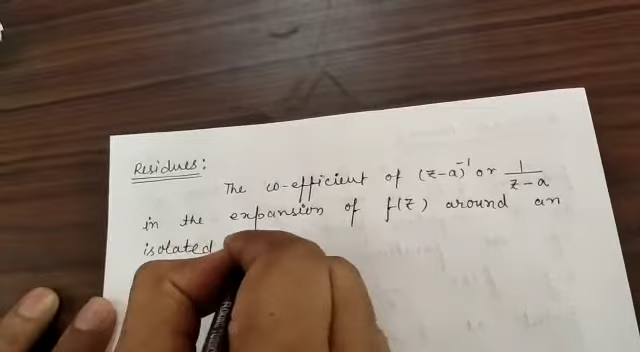 Residues:
The co-efficient of (z-a)⁻¹ or 1/(z-a)
in the expansion of f(z) around an
isolated